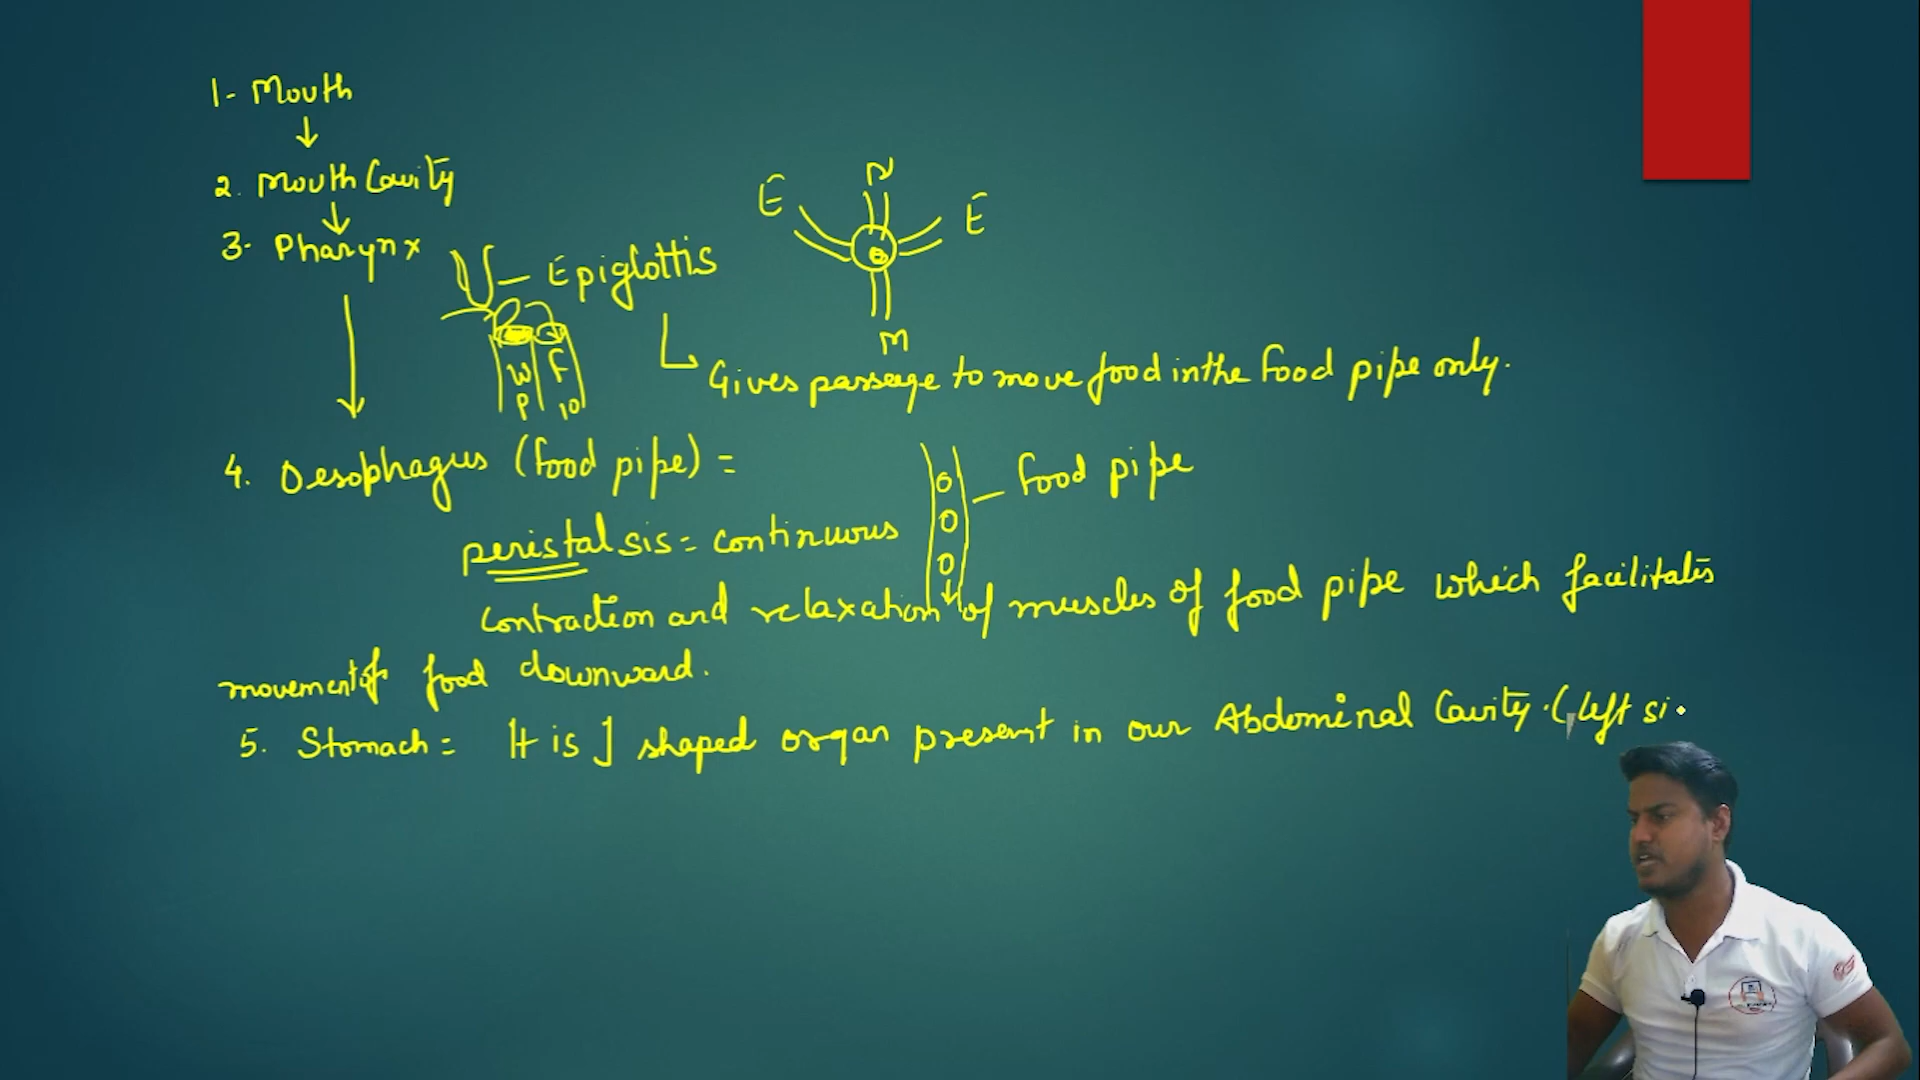 1- Mouth
2. Mouth Cavity
3- Pharynx
Epiglottis
E
N
E
M
W F
P 10
Gives passage to move food in the food pipe only.
4. Oesophagus (food pipe) =
food pipe
peristalsis = continuous
contraction and relaxation of muscles of food pipe which facilitates
movement of food downward.
5. Stomach = It is J shaped organ present in our Abdominal Cavity. (left si